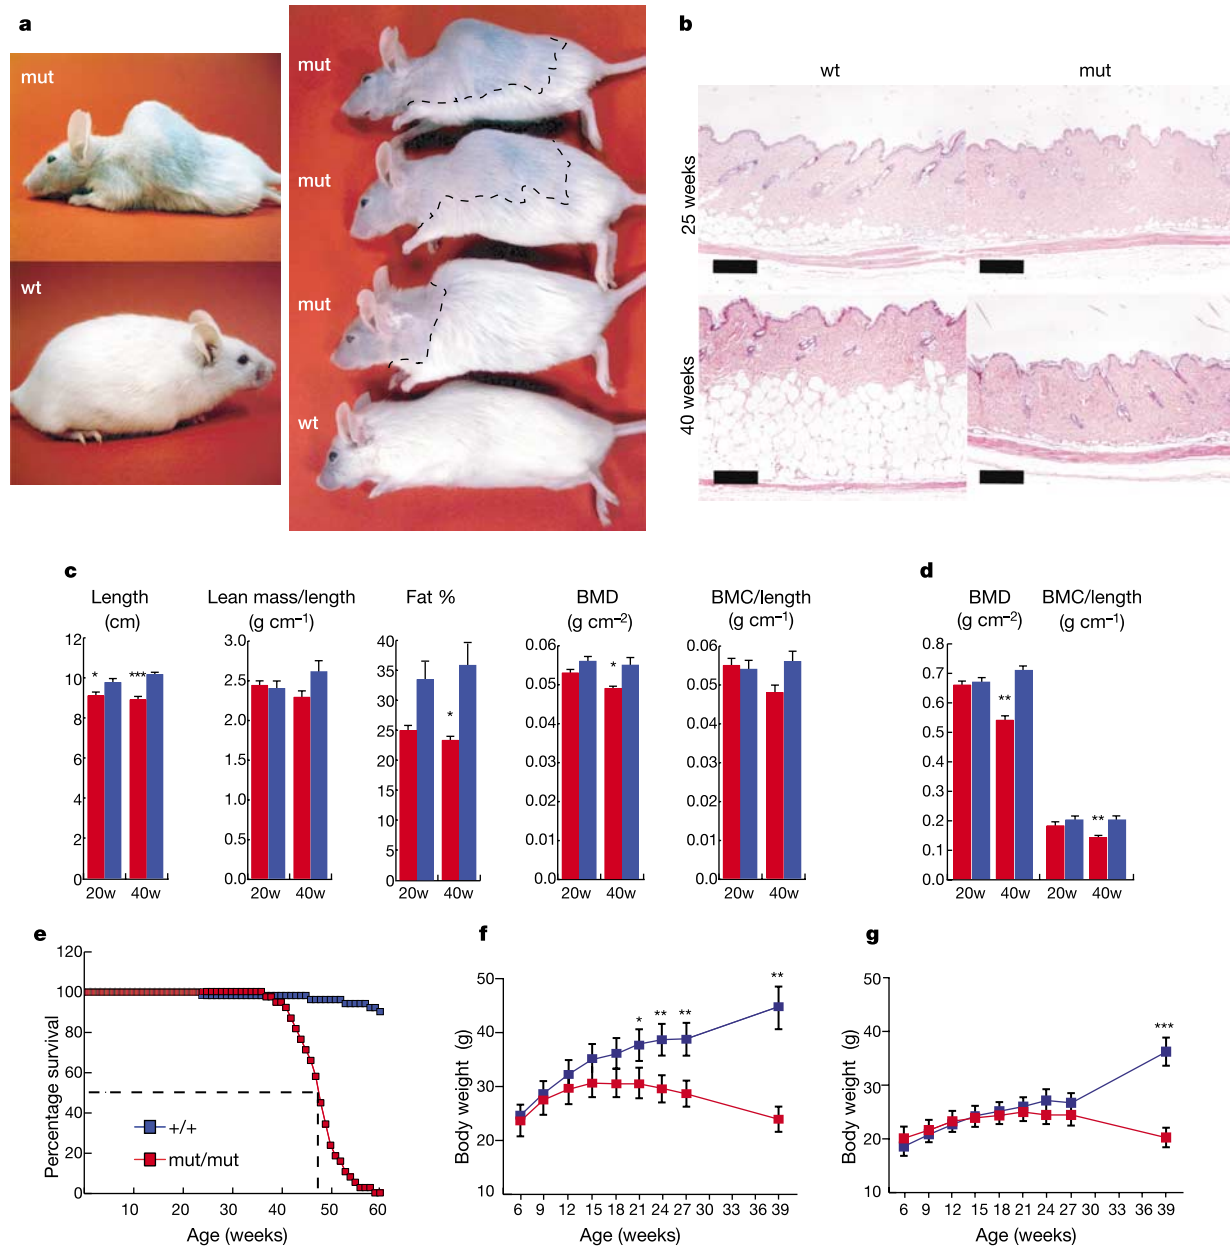 a
mut
wt
mut
mut
mut
wt
b
wt
mut
25 weeks
40 weeks
c
Length
(cm)
12
10
8
6
4
2
0
*
***
20w
40w
Lean mass/length
(g cm–1)
3.0
2.5
2.0
1.5
1.0
0.5
0.0
20w
40w
Fat %
40
35
30
25
20
15
10
5
0
*
20w
40w
BMD
(g cm–2)
0.06
0.05
0.04
0.03
0.02
0.01
0.0
*
20w
40w
BMC/length
(g cm–1)
0.06
0.05
0.04
0.03
0.02
0.01
0.0
20w
40w
d
BMD
(g cm–2)
BMC/length
(g cm–1)
0.8
0.7
0.6
0.5
0.4
0.3
0.2
0.1
0.0
**
**
20w
40w
20w
40w
e
Percentage survival
120
100
80
60
40
20
0
+/+
mut/mut
10
20
30
40
50
60
Age (weeks)
f
Body weight (g)
50
40
30
20
10
*
**
**
**
6 9 12 15 18 21 24 27 30 33 36 39
Age (weeks)
g
Body weight (g)
50
40
30
20
10
***
6 9 12 15 18 21 24 27 30 33 36 39
Age (weeks)